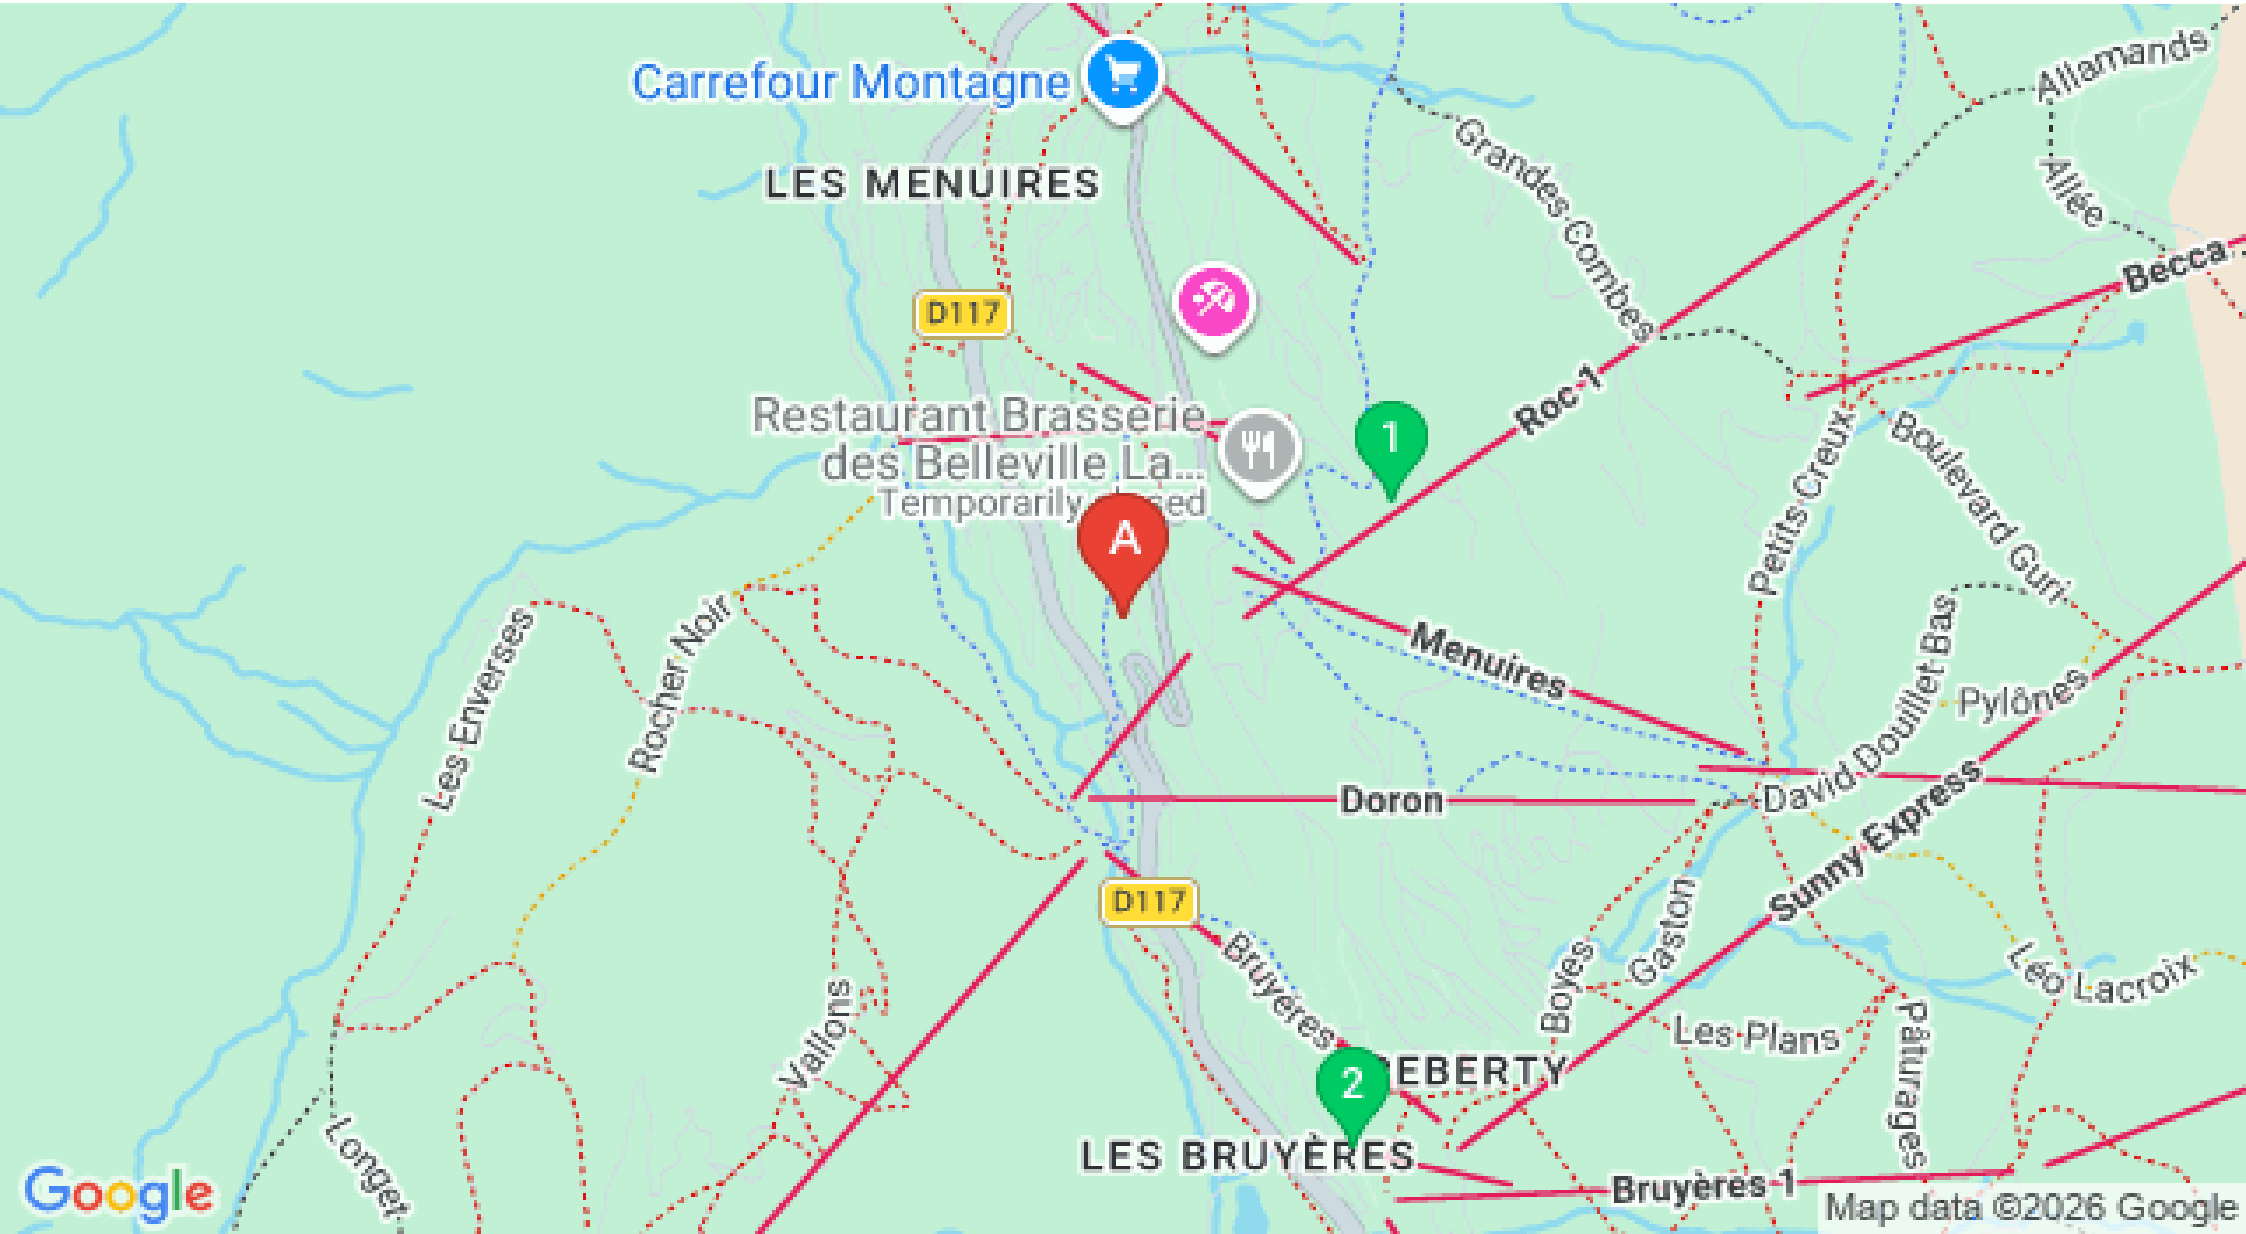 Allamands
Carrefour Montagne
Grandes Combes
LES MENUIRES
Allée
Becca
D117
Roc 1
Restaurant Brasserie
des Belleville La...
Temporarily
1
Petits Creux
Boulevard Guri
A
Les Enverses
Rocher Noir
Menuires
David Douillet Bas
Pylônes
Doron
Sunny Express
D117
Bruyéres
Boyes
Gaston
Léo Lacroix
Les Plans
Pâturages
Vallons
2
LES BRUYÈRES
Longet
Bruyères 1
Google
Map data ©2026 Google